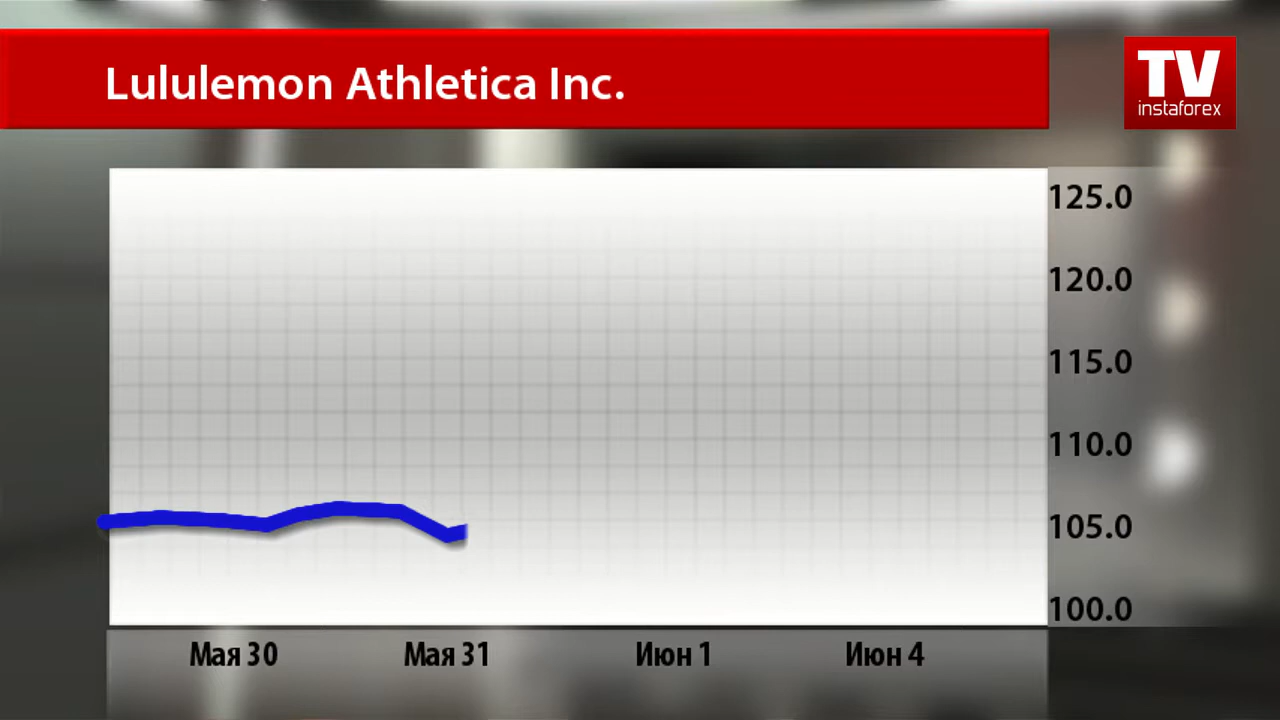 Lululemon Athletica Inc.
TV
instaforex
125.0
120.0
115.0
110.0
105.0
100.0
Мая 30
Мая 31
Июн 1
Июн 4